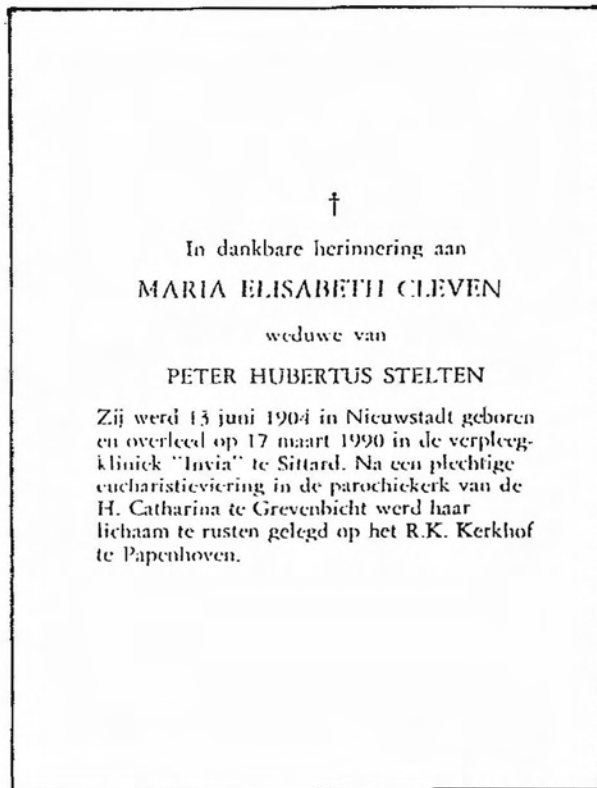 †
In dankbare herinnering aan
MARIA ELISABETH CLEVEN
weduwe van
PETER HUBERTUS STELTEN
Zij werd 13 juni 1904 in Nieuwstadt geboren
en overleed op 17 maart 1990 in de verpleeg-
kliniek "Invia" te Sittard. Na een plechtige
eucharistieviering in de parochiekerk van de
H. Catharina te Grevenbicht werd haar
lichaam te rusten gelegd op het R.K. Kerkhof
te Papenhoven.